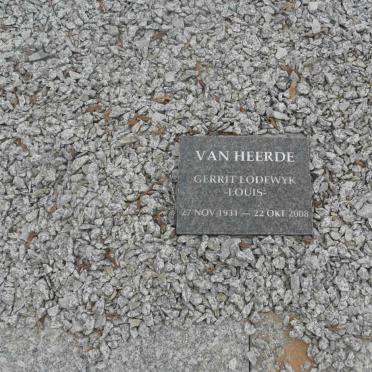 VAN HEERDE
GERRIT LODEWYK
-LOUIS-
27 NOV 1931 — 22 OKT 2008